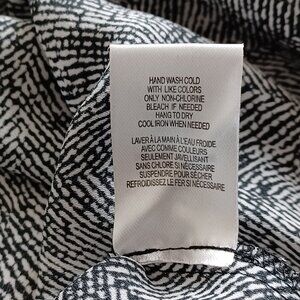 HAND WASH COLD
WITH LIKE COLORS
ONLY NON-CHLORINE
BLEACH IF NEEDED
HANG TO DRY
COOL IRON WHEN NEEDED
LAVER À LA MAIN À L'EAU FROIDE
AVEC COMME COULEURS
SEULEMENT JAVELLISANT
SANS CHLORE SI NÉCESSAIRE
SUSPENDRE POUR SÉCHER
REFROIDISSEZ LE FER SI NÉCESSAIRE